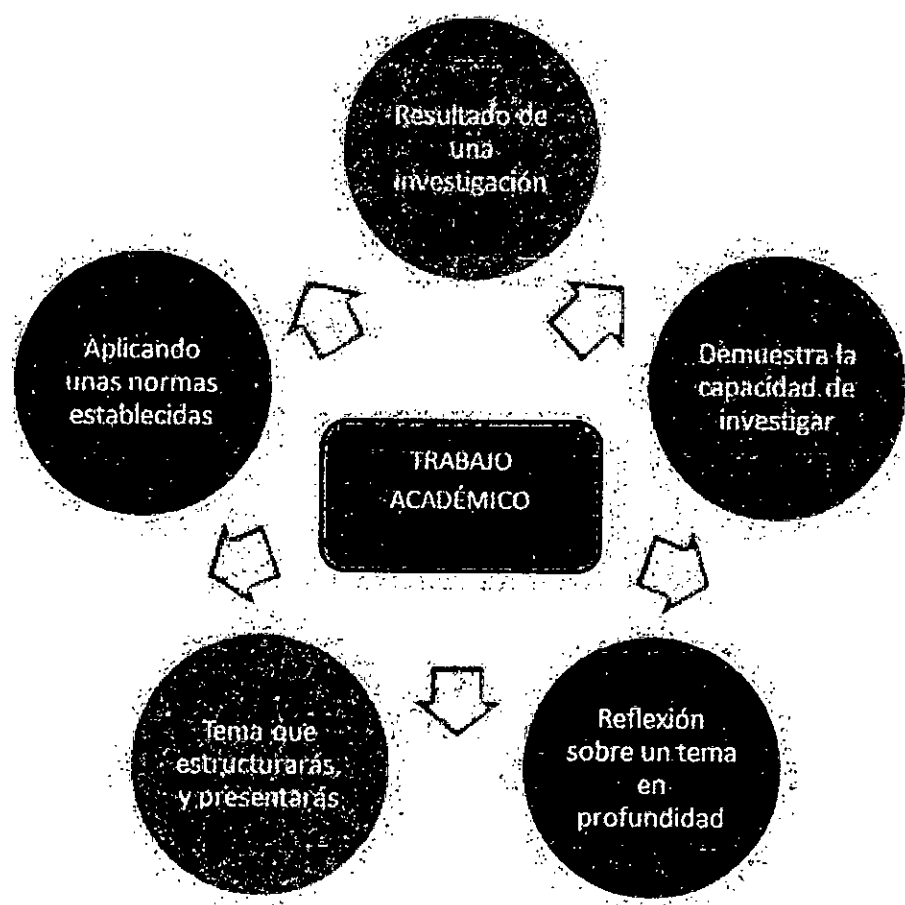 Resultado de
una
investigación
Demuestra la
capacidad de
investigar
Reflexión
sobre un tema
en
profundidad
Tema que
estructurarás
y presentarás
Aplicando
unas normas
establecidas
TRABAJO
ACADÉMICO